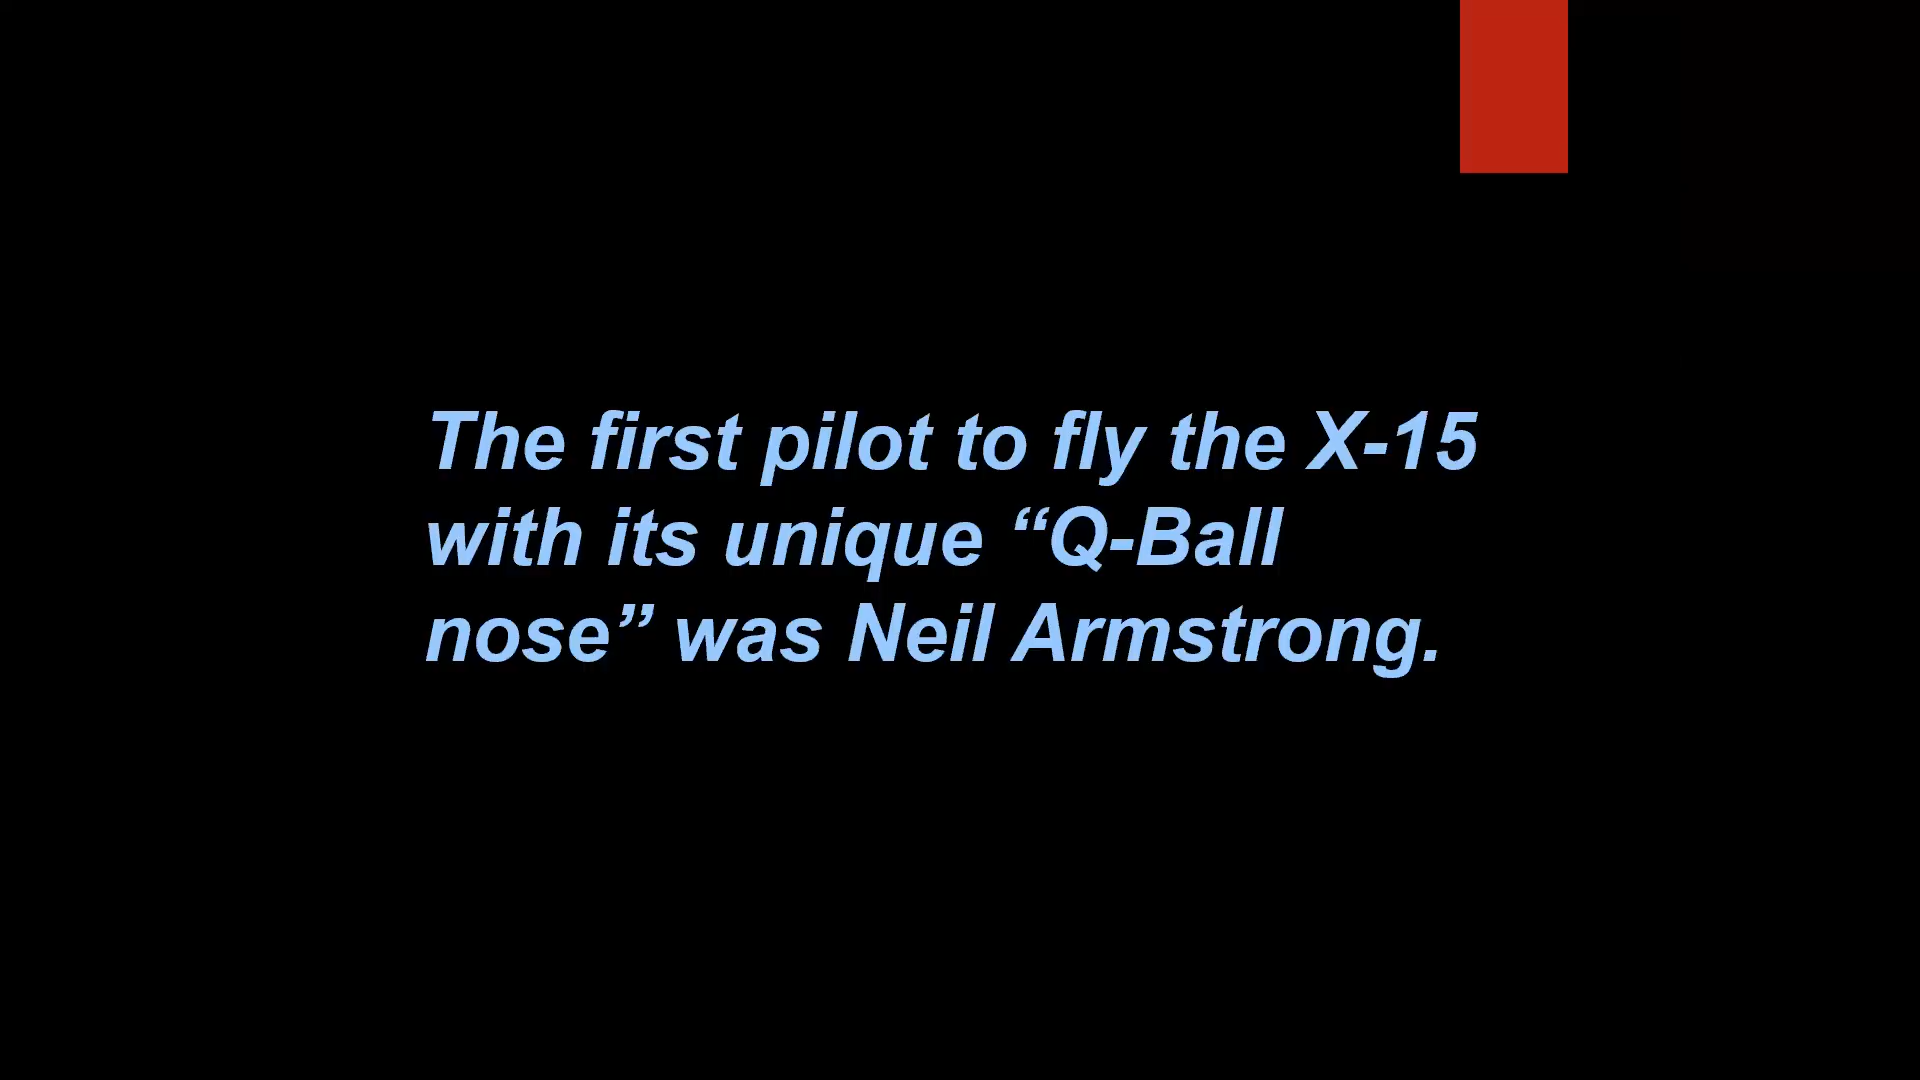 The first pilot to fly the X-15
with its unique “Q-Ball
nose” was Neil Armstrong.